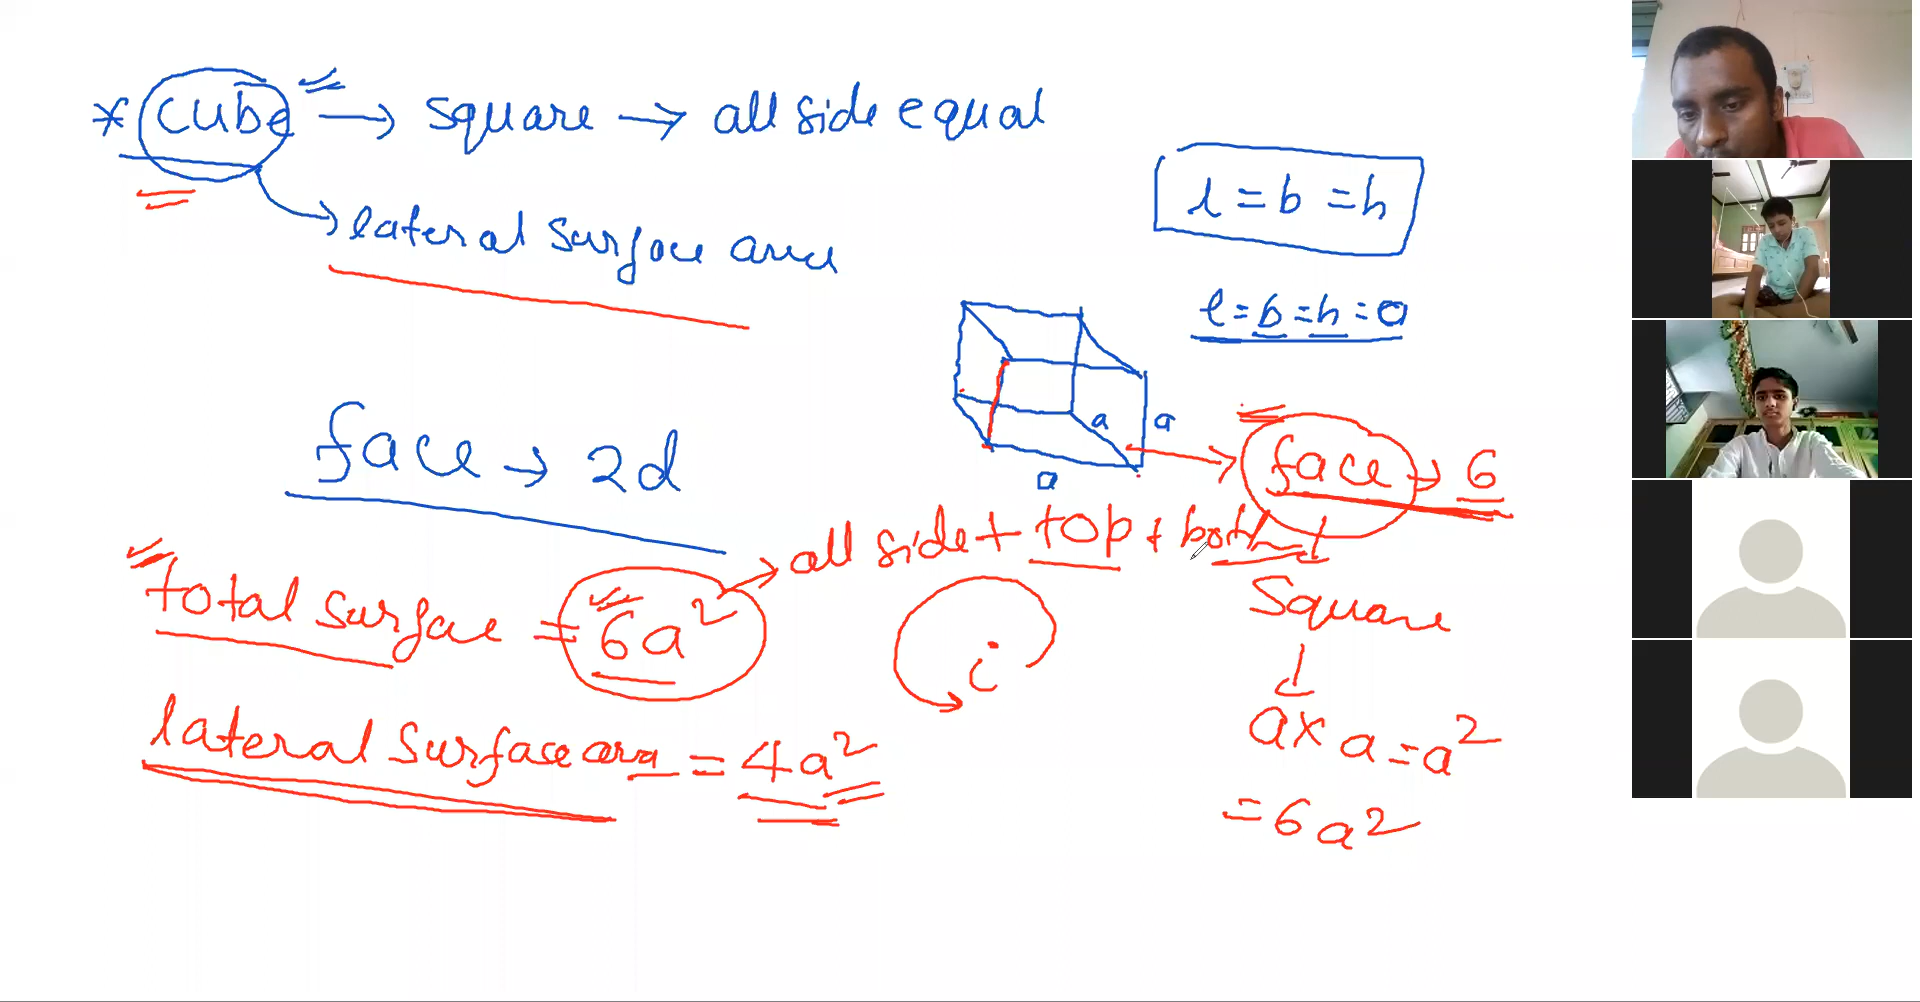 * cube → square → all side equal
l = b = h
lateral surface area
l = b = h = a
a
a
a
face → 2d
face → 6
all side + top + bott
total surface = 6a²
square
i
a × a = a²
lateral surface area = 4a²
= 6a²